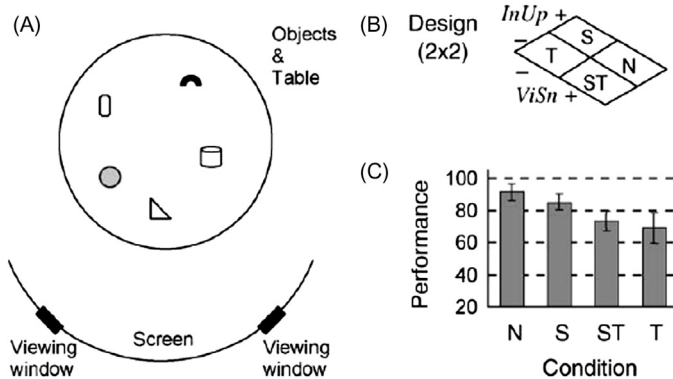 (A)
Objects
&
Table
Screen
Viewing
window
Viewing
window
(B)
Design
(2x2)
InUp +
−
−
ViSn +
S
T
N
ST
(C)
Performance
100
80
60
40
20
N S ST T
Condition